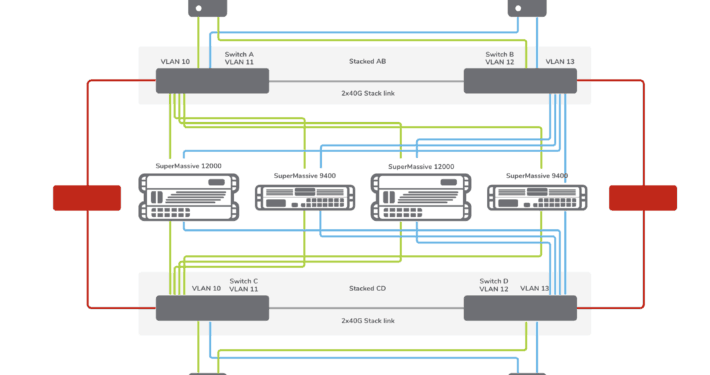 Switch A
VLAN 10
VLAN 11
Stacked AB
Switch B
VLAN 12
VLAN 13
2x40G Stack link
SuperMassive 12000
SuperMassive 9400
SuperMassive 12000
SuperMassive 9400
Switch C
VLAN 10
VLAN 11
Stacked CD
Switch D
VLAN 12
VLAN 13
2x40G Stack link